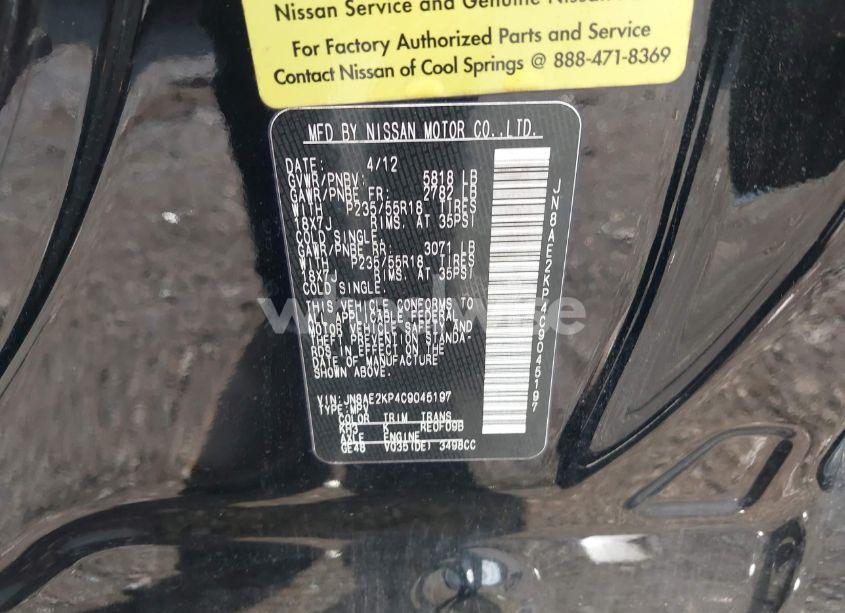 Nissan Service and Genuine Nissan
For Factory Authorized Parts and Service
Contact Nissan of Cool Springs @ 888-471-8369
MFD BY NISSAN MOTOR CO.,LTD.
DATE: 4/12
GVWR/PNBV: 5818 LB
GAWR/PNBE FR: 2782 LB
WITH P235/55R18 TIRES
18X7J RIMS. AT 35PSI
COLD SINGLE.
GAWR/PNBE RR: 3071 LB
WITH P235/55R18 TIRES
18X7J RIMS. AT 35PSI
COLD SINGLE.
THIS VEHICLE CONFORMS TO
ALL APPLICABLE FEDERAL
MOTOR VEHICLE SAFETY AND
THEFT PREVENTION STANDA-
RDS IN EFFECT ON THE
DATE OF MANUFACTURE
SHOWN ABOVE.
VIN:JN8AE2KP4C9045197
TYPE:MPV
COLOR TRIM TRANS
KH3 K RE0F09B
AXLE ENGINE
GE48 VQ35(DE) 3498CC
JN8AE2KP4C9045197